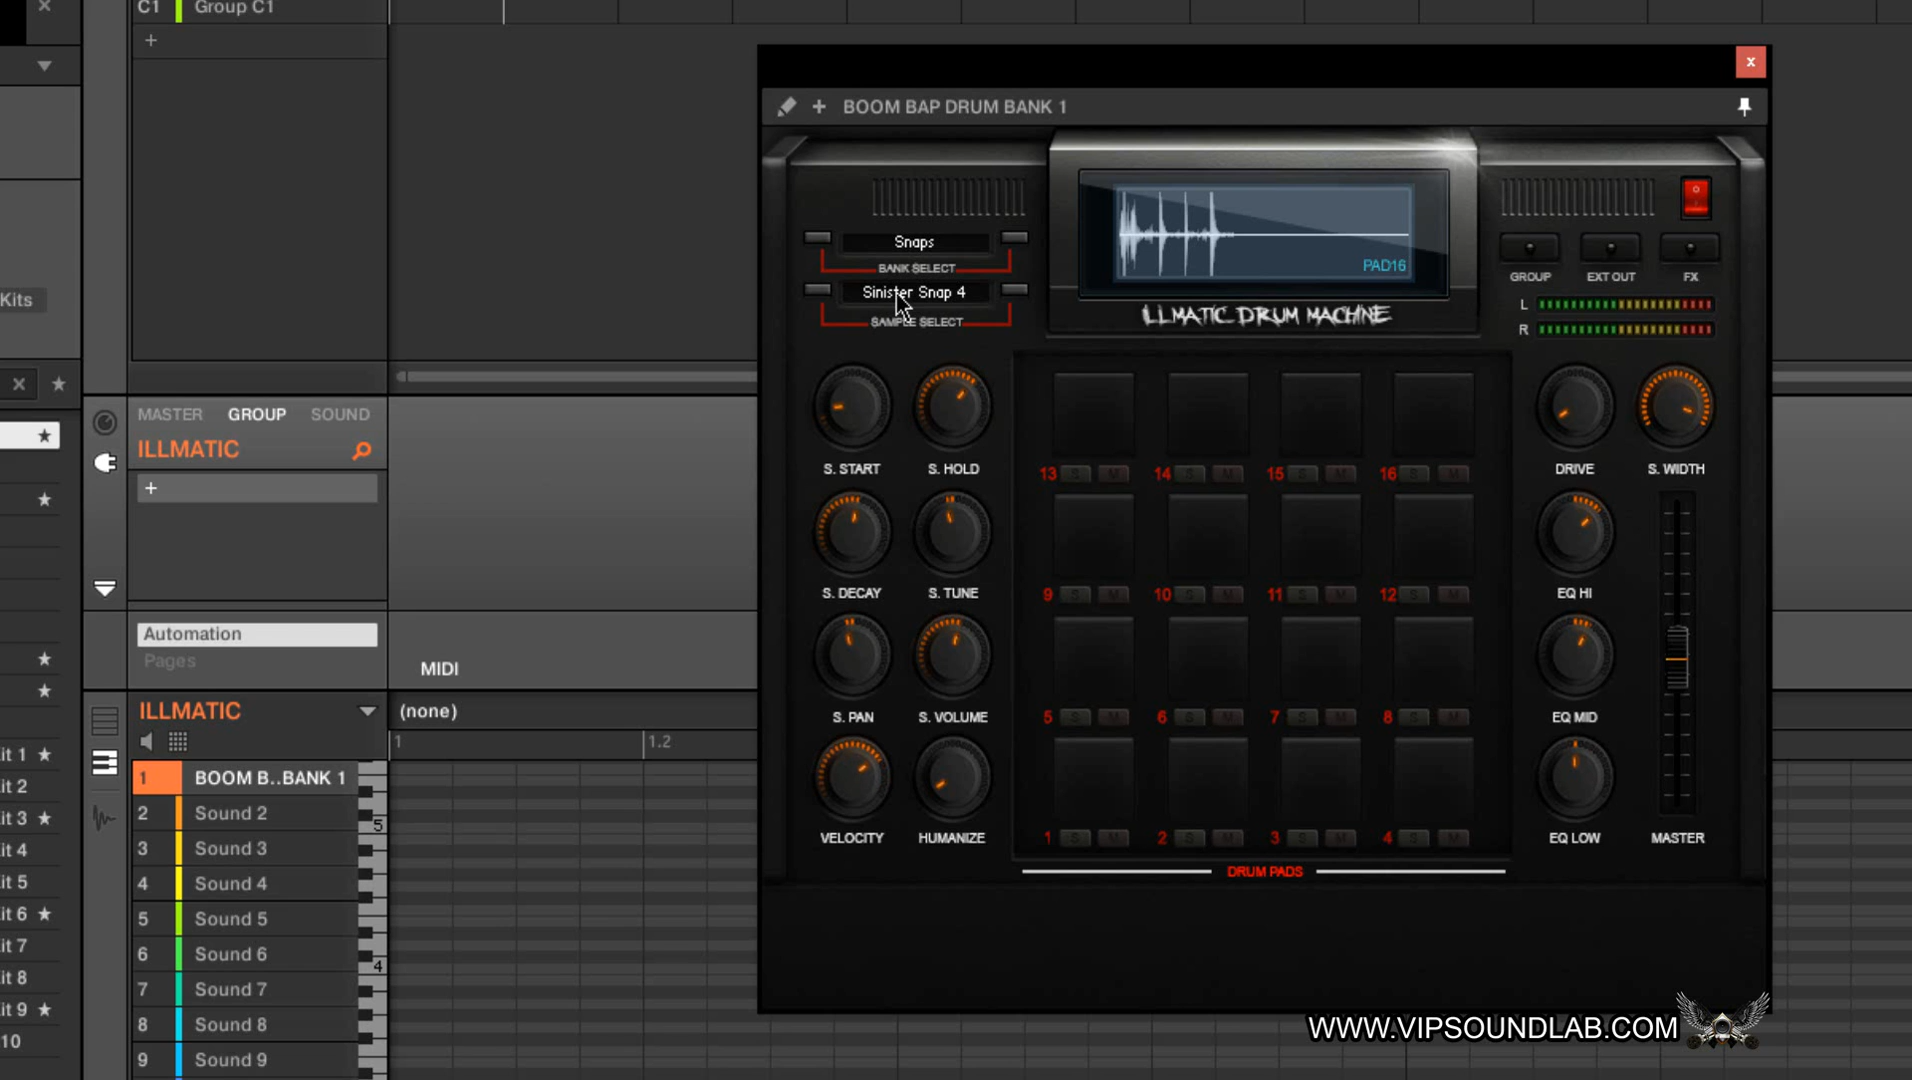 C1 Group C1
+
x
BOOM BAP DRUM BANK 1
Snaps
BANK SELECT
Sinister Snap 4
SAMPLE SELECT
PAD16
ILLMATIC DRUM MACHINE
GROUP EXT OUT FX
L
R
Kits
MASTER GROUP SOUND
ILLMATIC
+
S. START S. HOLD
S. DECAY S. TUNE
S. PAN S. VOLUME
VELOCITY HUMANIZE
13 S M 14 S M 15 S M 16 S M
9 S M 10 S M 11 S M 12 S M
5 S M 6 S M 7 S M 8 S M
1 S M 2 S M 3 S M 4 S M
DRUM PADS
DRIVE S. WIDTH
EQ HI
EQ MID
EQ LOW MASTER
Automation
Pages
MIDI
ILLMATIC
(none)
1 1.2
1 BOOM B..BANK 1
2 Sound 2
3 Sound 3
4 Sound 4
5 Sound 5
6 Sound 6
7 Sound 7
8 Sound 8
9 Sound 9
5
4
it 1
it 2
it 3
it 4
it 5
it 6
it 7
it 8
it 9
10
WWW.VIPSOUNDLAB.COM